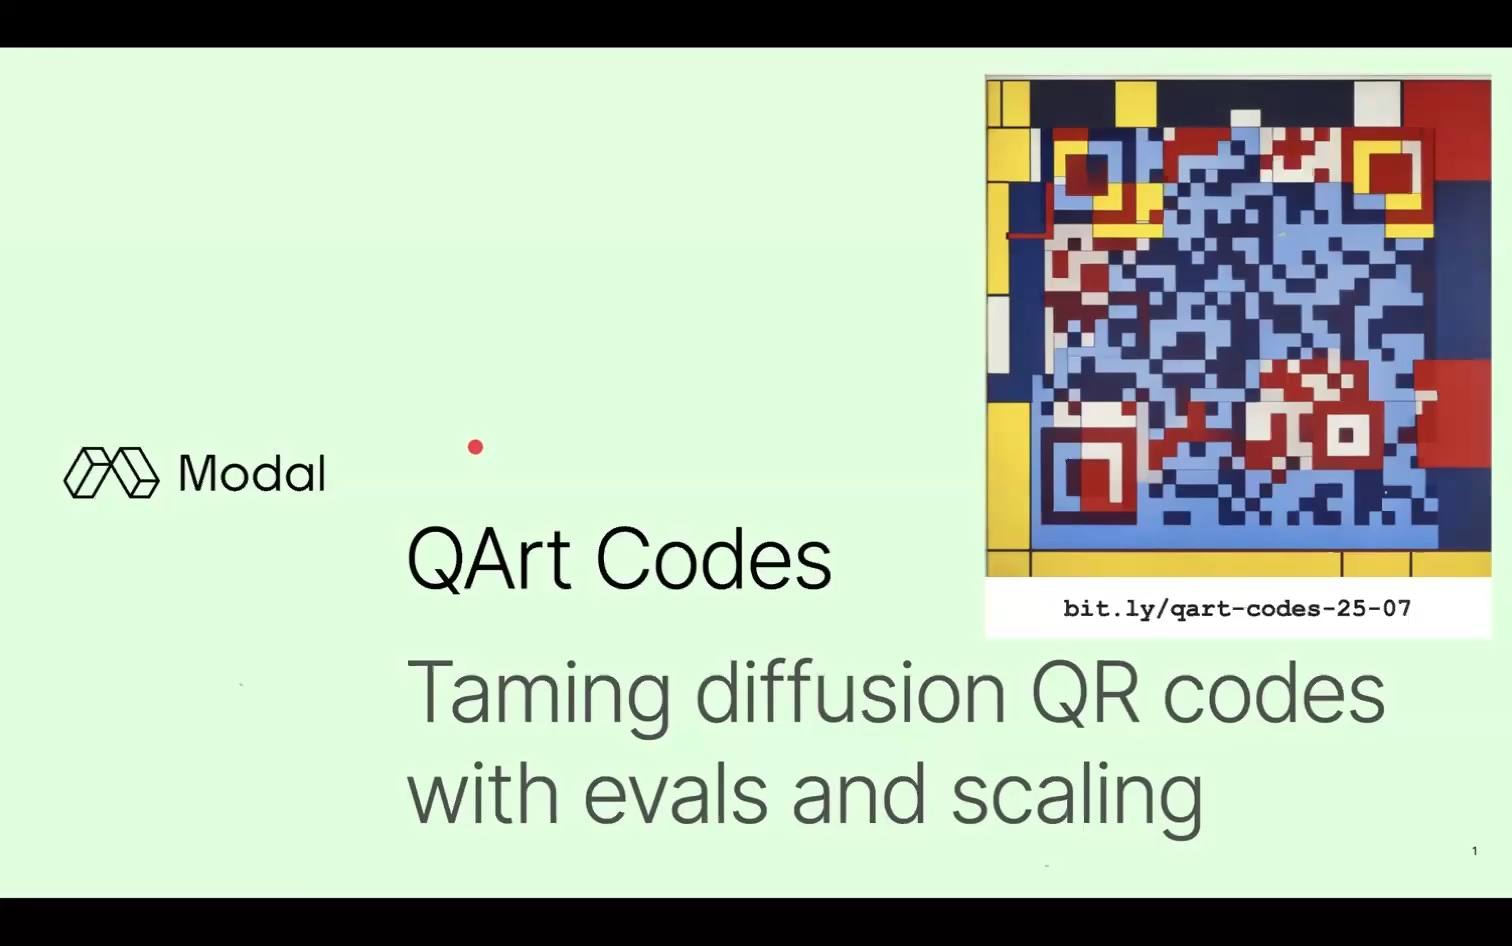 bit.ly/qart-codes-25-07
Modal
QArt Codes
Taming diffusion QR codes
with evals and scaling
1